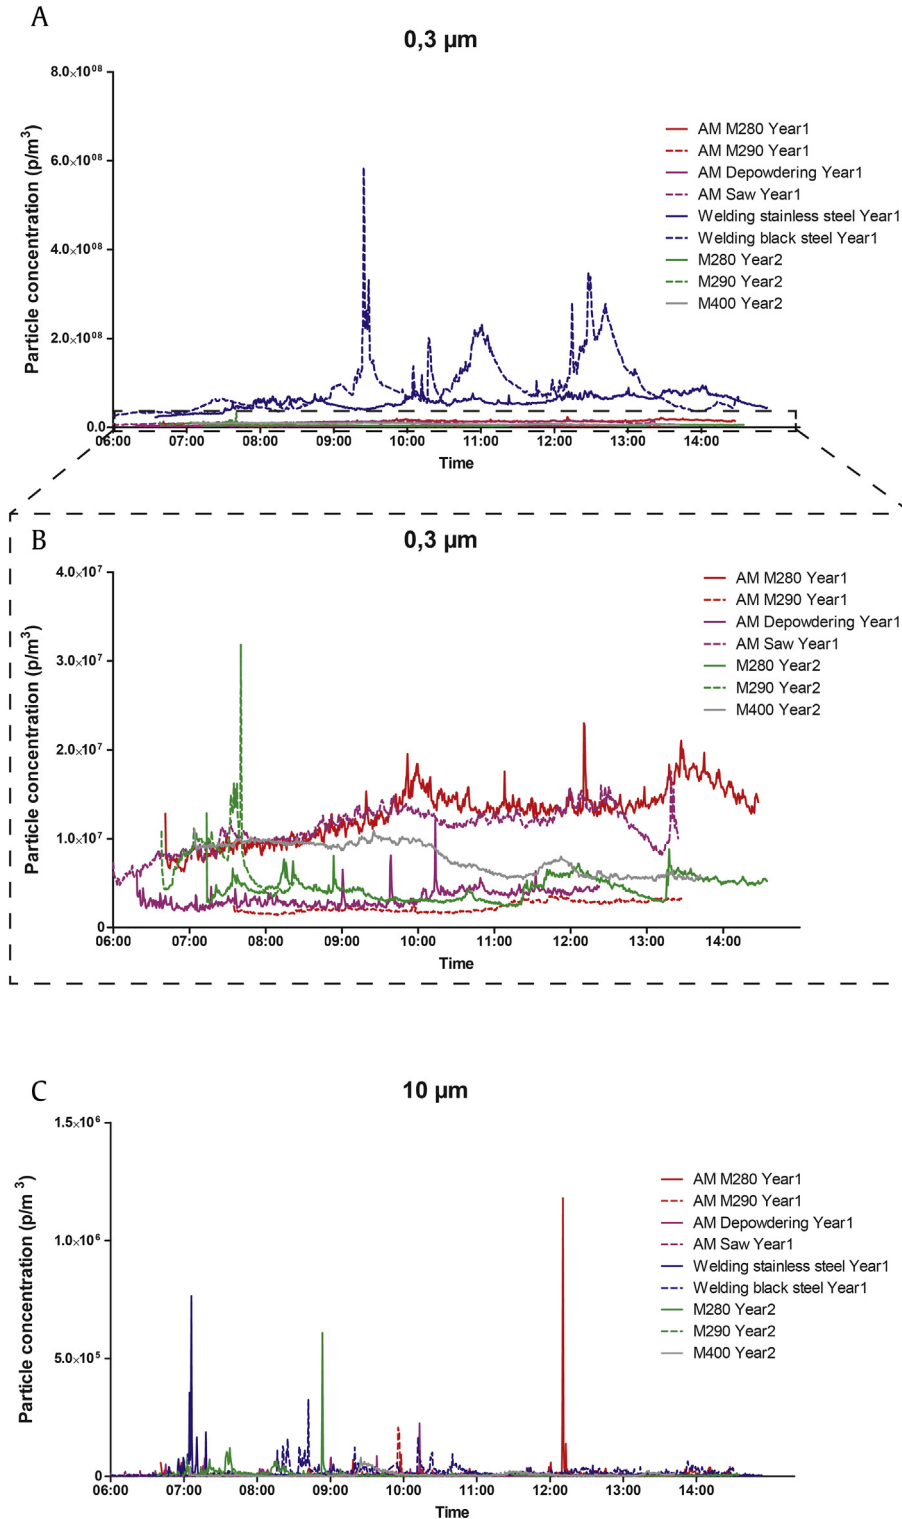 A
0,3 µm
8.0×10⁰⁸
6.0×10⁰⁸
4.0×10⁰⁸
2.0×10⁰⁸
0.0
Particle concentration (p/m³)
AM M280 Year1
AM M290 Year1
AM Depowdering Year1
AM Saw Year1
Welding stainless steel Year1
Welding black steel Year1
M280 Year2
M290 Year2
M400 Year2
06:00 07:00 08:00 09:00 10:00 11:00 12:00 13:00 14:00
Time
B
0,3 µm
4.0×10⁷
3.0×10⁷
2.0×10⁷
1.0×10⁷
0
Particle concentration (p/m³)
AM M280 Year1
AM M290 Year1
AM Depowdering Year1
AM Saw Year1
M280 Year2
M290 Year2
M400 Year2
06:00 07:00 08:00 09:00 10:00 11:00 12:00 13:00 14:00
Time
C
10 µm
1.5×10⁶
1.0×10⁶
5.0×10⁵
0
Particle concentration (p/m³)
AM M280 Year1
AM M290 Year1
AM Depowdering Year1
AM Saw Year1
Welding stainless steel Year1
Welding black steel Year1
M280 Year2
M290 Year2
M400 Year2
06:00 07:00 08:00 09:00 10:00 11:00 12:00 13:00 14:00
Time